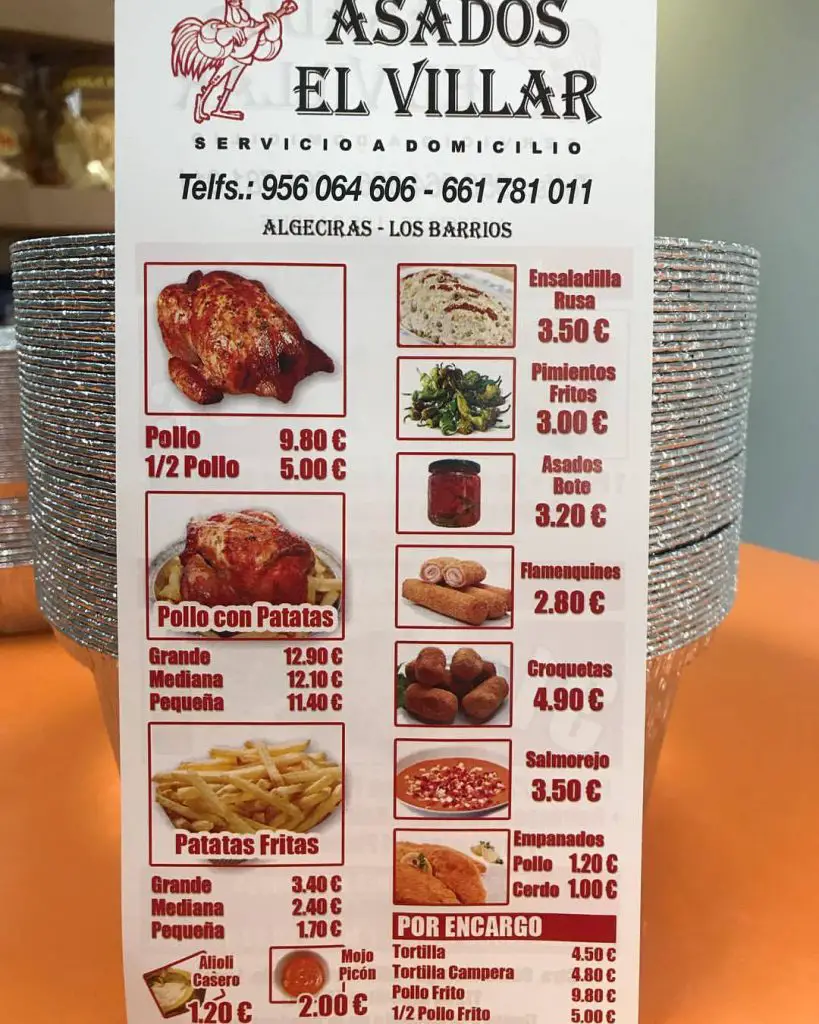 ASADOS
EL VILLAR
SERVICIO A DOMICILIO
Telfs.: 956 064 606 - 661 781 011
ALGECIRAS - LOS BARRIOS
Pollo 9.80 €
1/2 Pollo 5.00 €
Pollo con Patatas
Grande 12.90 €
Mediana 12.10 €
Pequeña 11.40 €
Patatas Fritas
Grande 3.40 €
Mediana 2.40 €
Pequeña 1.70 €
Alioli
Casero
1.20 €
Mojo
Picón
2.00 €
Ensaladilla
Rusa
3.50 €
Pimientos
Fritos
3.00 €
Asados
Bote
3.20 €
Flamenquines
2.80 €
Croquetas
4.90 €
Salmorejo
3.50 €
Empanados
Pollo 1.20 €
Cerdo 1.00 €
POR ENCARGO
Tortilla 4.50 €
Tortilla Campera 4.80 €
Pollo Frito 9.80 €
1/2 Pollo Frito 5.00 €